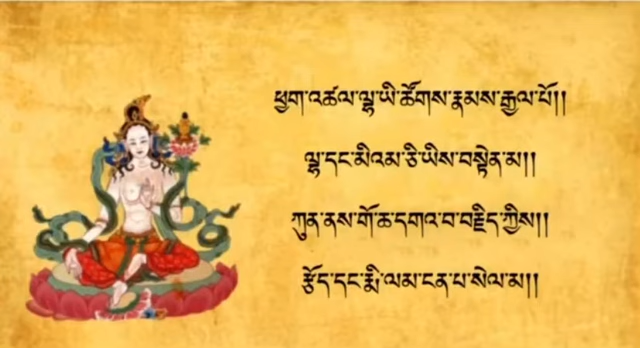 ཕྱག་འཚལ་ལྷ་ཡི་ཚོགས་རྣམས་རྒྱལ་པོ།།
ལྷ་དང་མིའམ་ཅི་ཡིས་བསྟེན་མ།།
ཀུན་ནས་གོ་ཆ་དགའ་བ་བརྗིད་ཀྱིས།།
རྩོད་དང་རྨི་ལམ་ངན་པ་སེལ་མ།།